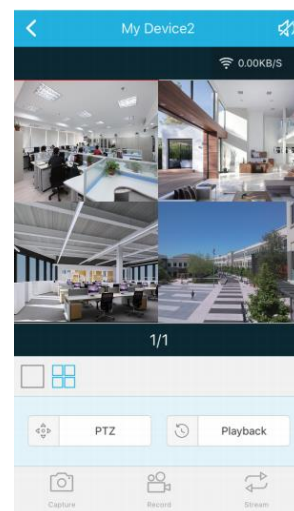 My Device2
0.00KB/S
1/1
PTZ
Playback
Capture
Record
Stream